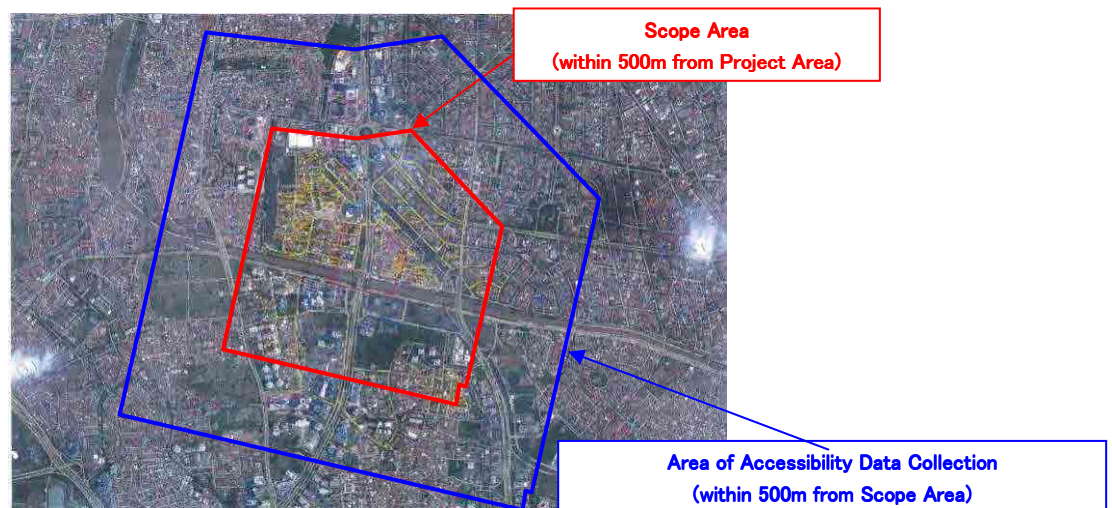 Scope Area
(within 500m from Project Area)
Area of Accessibility Data Collection
(within 500m from Scope Area)